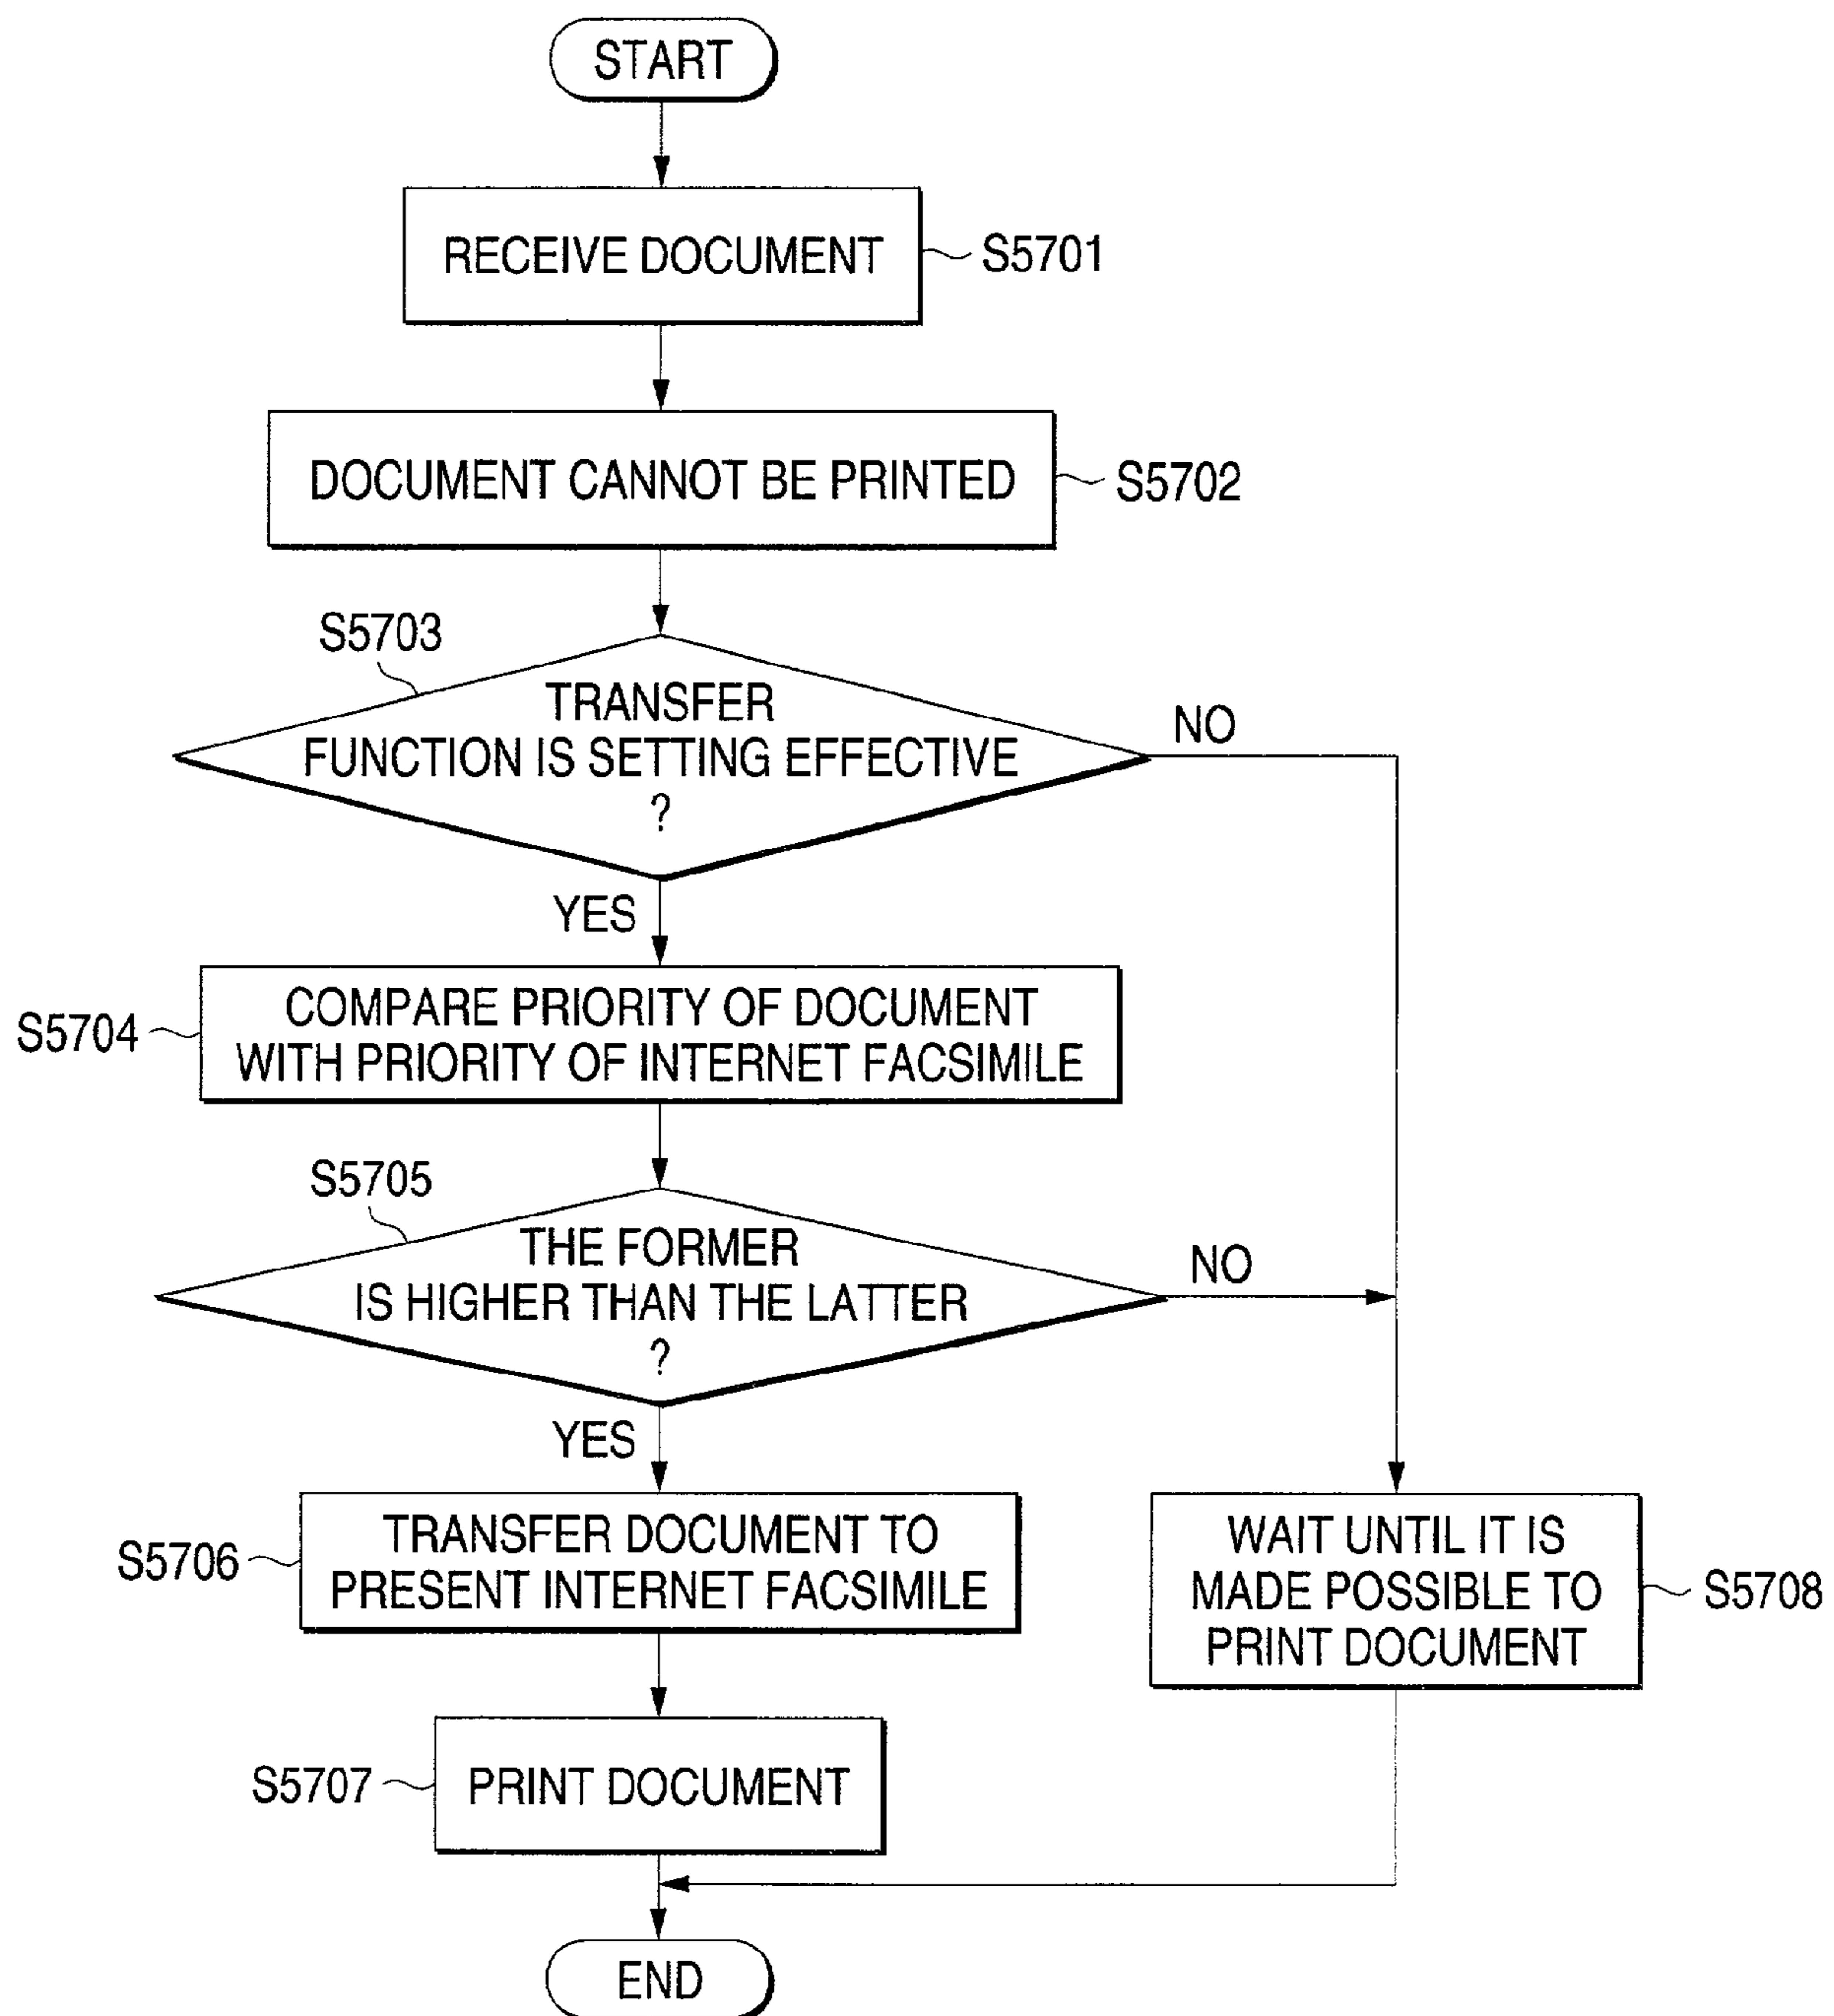 START
RECEIVE DOCUMENT
S5701
DOCUMENT CANNOT BE PRINTED
S5702
S5703
TRANSFER
FUNCTION IS SETTING EFFECTIVE
?
NO
YES
S5704
COMPARE PRIORITY OF DOCUMENT
WITH PRIORITY OF INTERNET FACSIMILE
S5705
THE FORMER
IS HIGHER THAN THE LATTER
?
NO
YES
S5706
TRANSFER DOCUMENT TO
PRESENT INTERNET FACSIMILE
WAIT UNTIL IT IS
MADE POSSIBLE TO
PRINT DOCUMENT
S5708
S5707
PRINT DOCUMENT
END